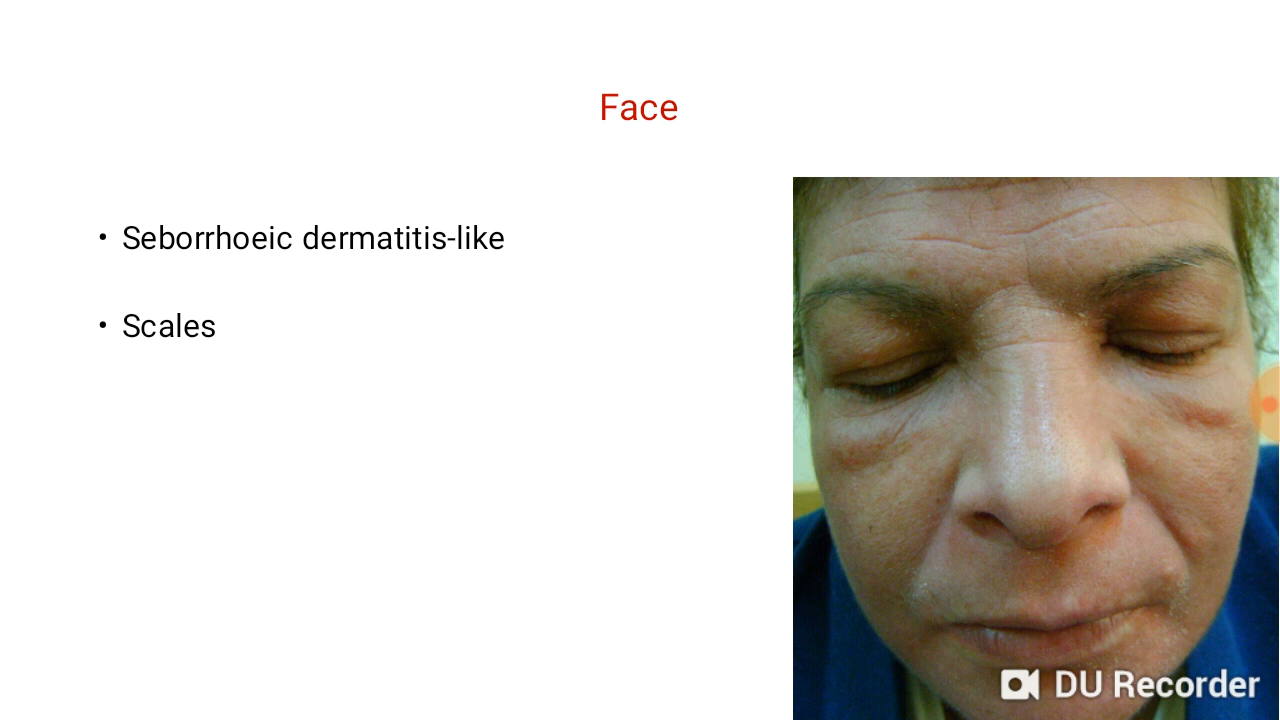 Face
• Seborrhoeic dermatitis-like
• Scales
DU Recorder